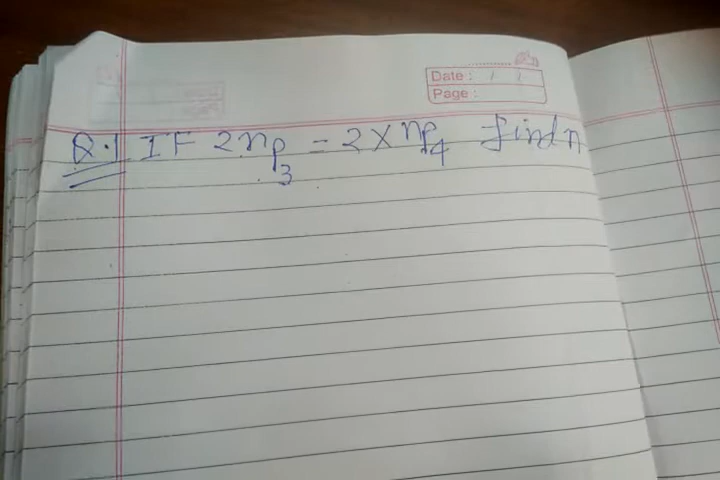 Date :
Page :
Q.1 IF 2np3 = 2 X np4 find n